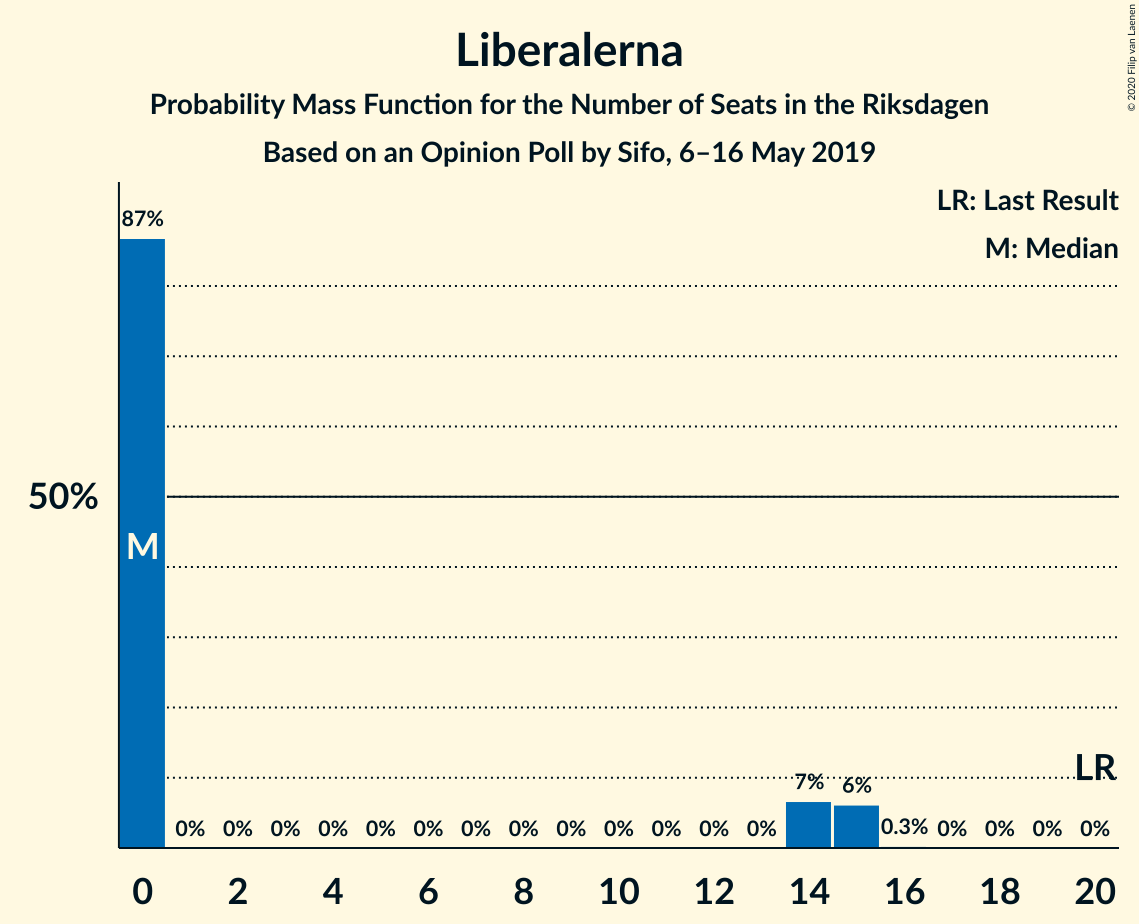 Liberalerna
Probability Mass Function for the Number of Seats in the Riksdagen
Based on an Opinion Poll by Sifo, 6–16 May 2019
© 2020 Filip van Laenen
LR: Last Result
M: Median
87%
50%
M
LR
7%
6%
0% 0% 0% 0% 0% 0% 0% 0% 0% 0% 0% 0% 0% 0.3% 0% 0% 0% 0%
0 2 4 6 8 10 12 14 16 18 20